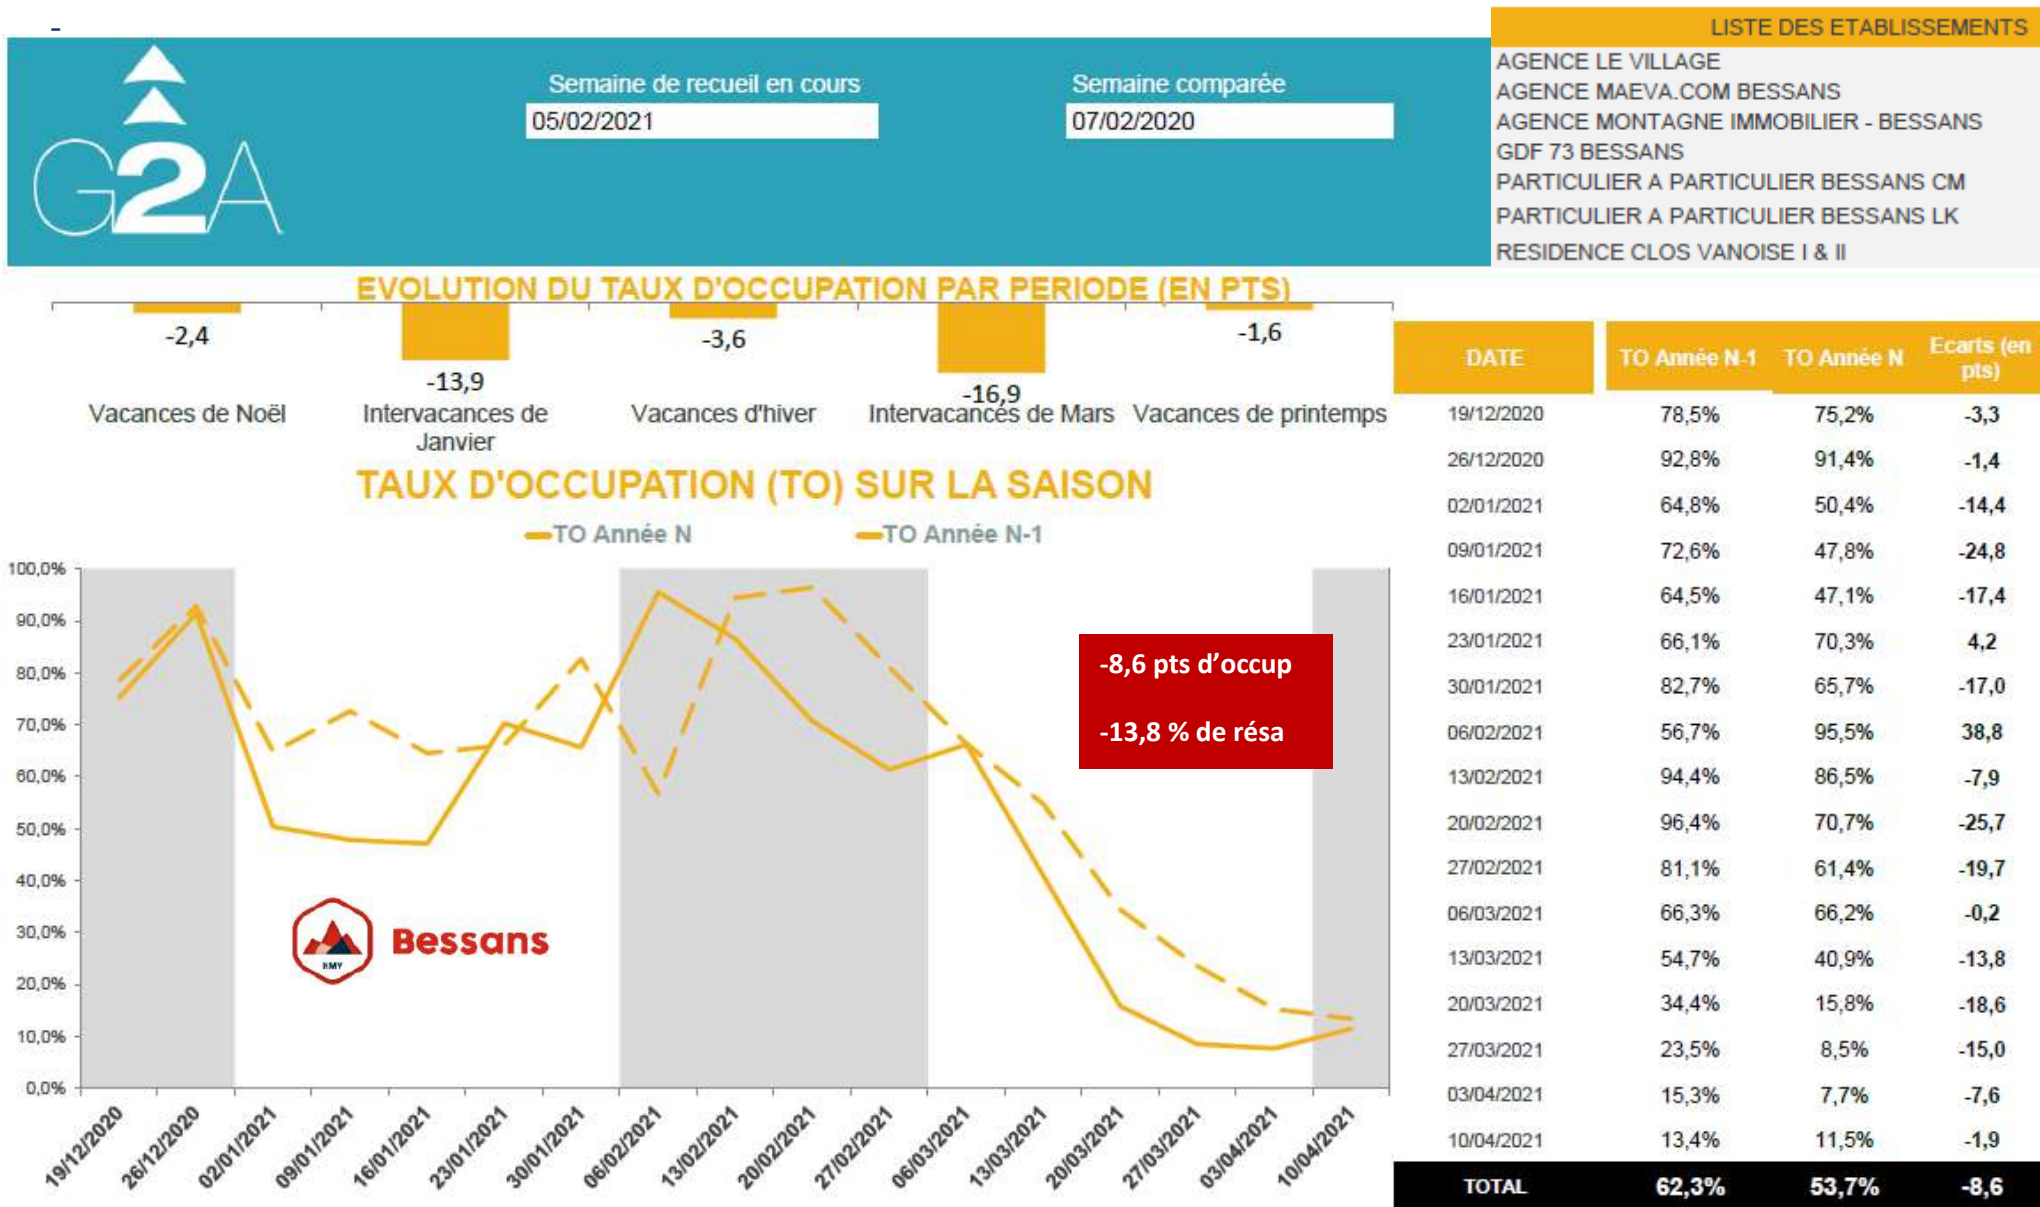 G2A
Semaine de recueil en cours
05/02/2021
Semaine comparée
07/02/2020
LISTE DES ETABLISSEMENTS
AGENCE LE VILLAGE
AGENCE MAEVA.COM BESSANS
AGENCE MONTAGNE IMMOBILIER - BESSANS
GDF 73 BESSANS
PARTICULIER A PARTICULIER BESSANS CM
PARTICULIER A PARTICULIER BESSANS LK
RESIDENCE CLOS VANOISE I & II
EVOLUTION DU TAUX D'OCCUPATION PAR PERIODE (EN PTS)
-2,4
-13,9
-3,6
-16,9
-1,6
Vacances de Noël
Intervacances de
Janvier
Vacances d'hiver
Intervacances de Mars
Vacances de printemps
TAUX D'OCCUPATION (TO) SUR LA SAISON
TO Année N
TO Année N-1
100,0%
90,0%
80,0%
70,0%
60,0%
50,0%
40,0%
30,0%
20,0%
10,0%
0,0%
-8,6 pts d'occup
-13,8 % de résa
HMV
Bessans
19/12/2020
26/12/2020
02/01/2021
09/01/2021
16/01/2021
23/01/2021
30/01/2021
06/02/2021
13/02/2021
20/02/2021
27/02/2021
06/03/2021
13/03/2021
20/03/2021
27/03/2021
03/04/2021
10/04/2021
DATE TO Année N-1 TO Année N Ecarts (en pts)
19/12/2020 78,5% 75,2% -3,3
26/12/2020 92,8% 91,4% -1,4
02/01/2021 64,8% 50,4% -14,4
09/01/2021 72,6% 47,8% -24,8
16/01/2021 64,5% 47,1% -17,4
23/01/2021 66,1% 70,3% 4,2
30/01/2021 82,7% 65,7% -17,0
06/02/2021 56,7% 95,5% 38,8
13/02/2021 94,4% 86,5% -7,9
20/02/2021 96,4% 70,7% -25,7
27/02/2021 81,1% 61,4% -19,7
06/03/2021 66,3% 66,2% -0,2
13/03/2021 54,7% 40,9% -13,8
20/03/2021 34,4% 15,8% -18,6
27/03/2021 23,5% 8,5% -15,0
03/04/2021 15,3% 7,7% -7,6
10/04/2021 13,4% 11,5% -1,9
TOTAL 62,3% 53,7% -8,6